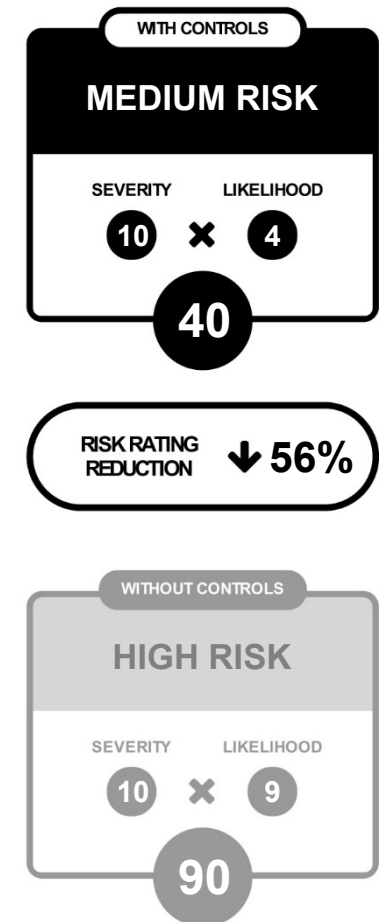 WITH CONTROLS
MEDIUM RISK
SEVERITY LIKELIHOOD
10 × 4
40
RISK RATING
REDUCTION
↓ 56%
WITHOUT CONTROLS
HIGH RISK
SEVERITY LIKELIHOOD
10 × 9
90